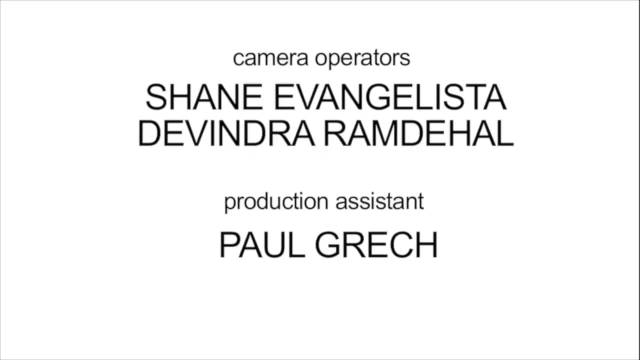 camera operators
SHANE EVANGELISTA
DEVINDRA RAMDEHAL
production assistant
PAUL GRECH